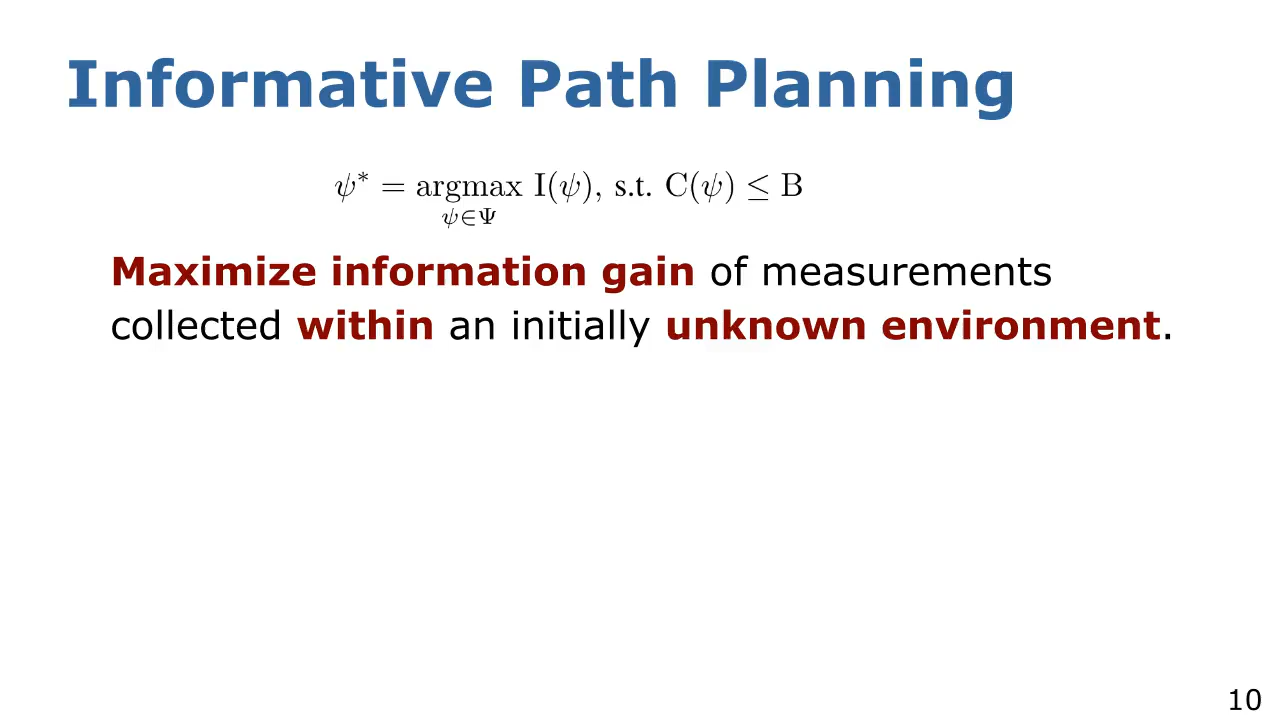 Informative Path Planning
ψ* = argmax I(ψ), s.t. C(ψ) ≤ B
ψ∈Ψ
Maximize information gain of measurements
collected within an initially unknown environment.
10